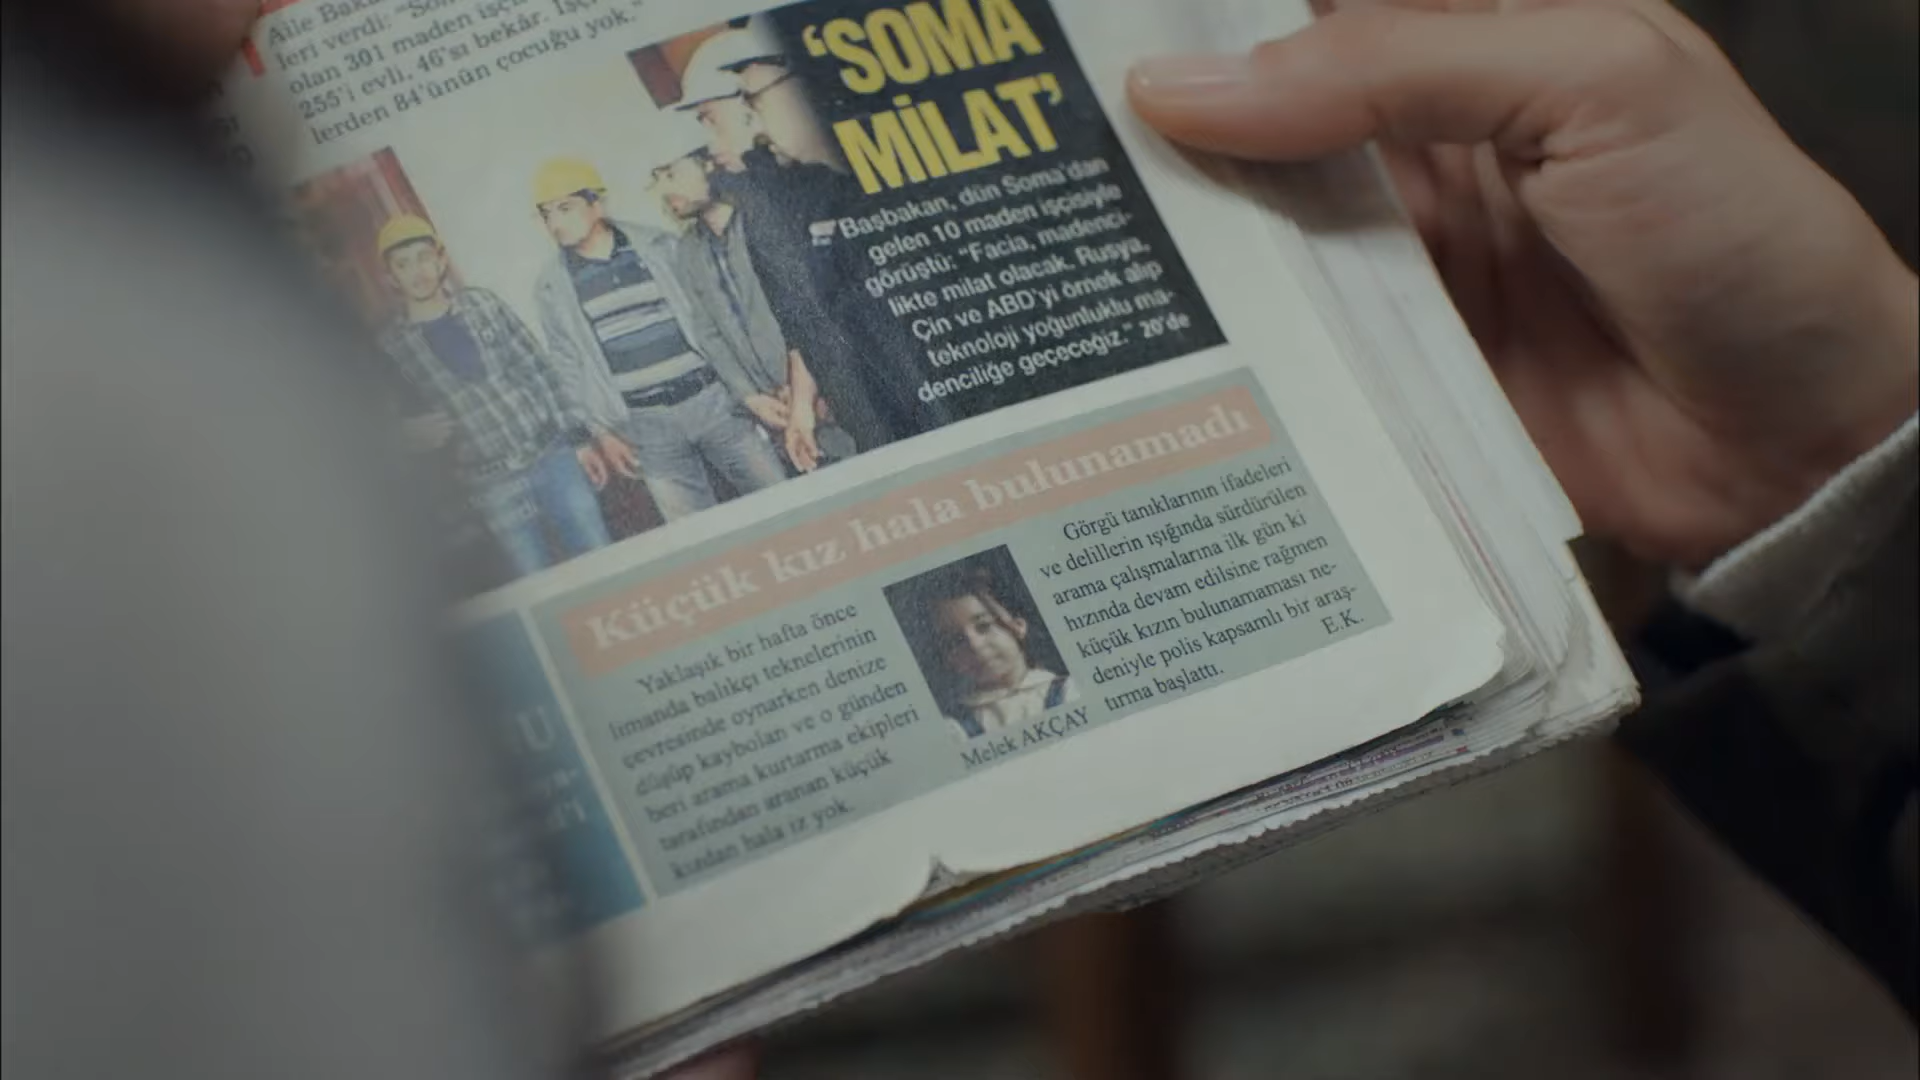 Aile
leri verdi: "Som
olan 301 maden işçi
255'i evli, 46'sı bekâr. İşç
lerden 84'ünün çocuğu yok."
'SOMA
MİLAT'
Başbakan, dün Soma'dan
gelen 10 maden işçisiyle
görüştü: "Facia, madenci-
likte milat olacak. Rusya,
Çin ve ABD'yi örnek alıp
teknoloji yoğunluklu ma-
denciliğe geçeceğiz." 20'de
Küçük kız hala bulunamadı
Yaklaşık bir hafta önce
limanda balıkçı teknelerinin
çevresinde oynarken denize
düşüp kaybolan ve o günden
beri arama kurtarma ekipleri
tarafından aranan küçük
kızdan hala iz yok.
Melek AKÇAY
Görgü tanıklarının ifadeleri
ve delillerin ışığında sürdürülen
arama çalışmalarına ilk gün ki
hızında devam edilsine rağmen
küçük kızın bulunamaması ne-
deniyle polis kapsamlı bir araş-
tırma başlattı.
E.K.